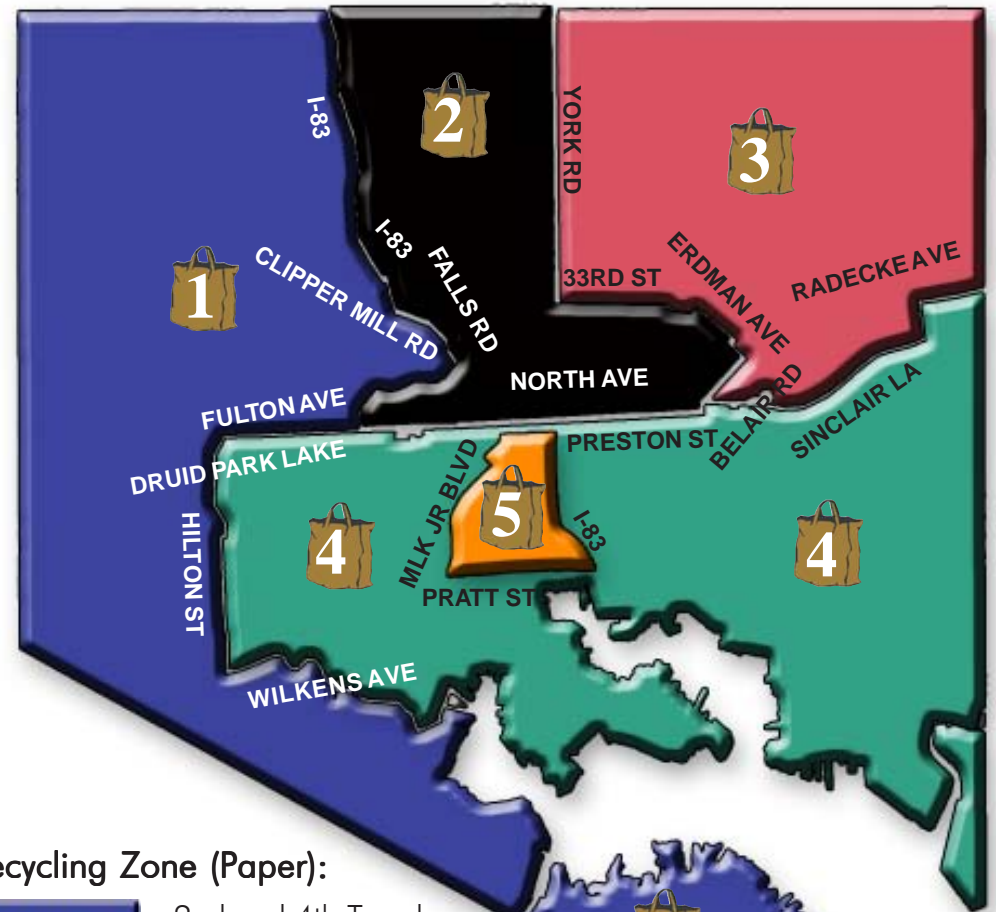 I-83
2
YORK RD
3
1
CLIPPER MILL RD
I-83
FALLS RD
33RD ST
ERDMAN AVE
RADECKE AVE
NORTH AVE
FULTON AVE
BELAIR RD
SINCLAIR LA
PRESTON ST
DRUID PARK LAKE
MLK JR BLVD
5
I-83
HILTON ST
4
4
PRATT ST
WILKENS AVE
ecycling Zone (Paper):